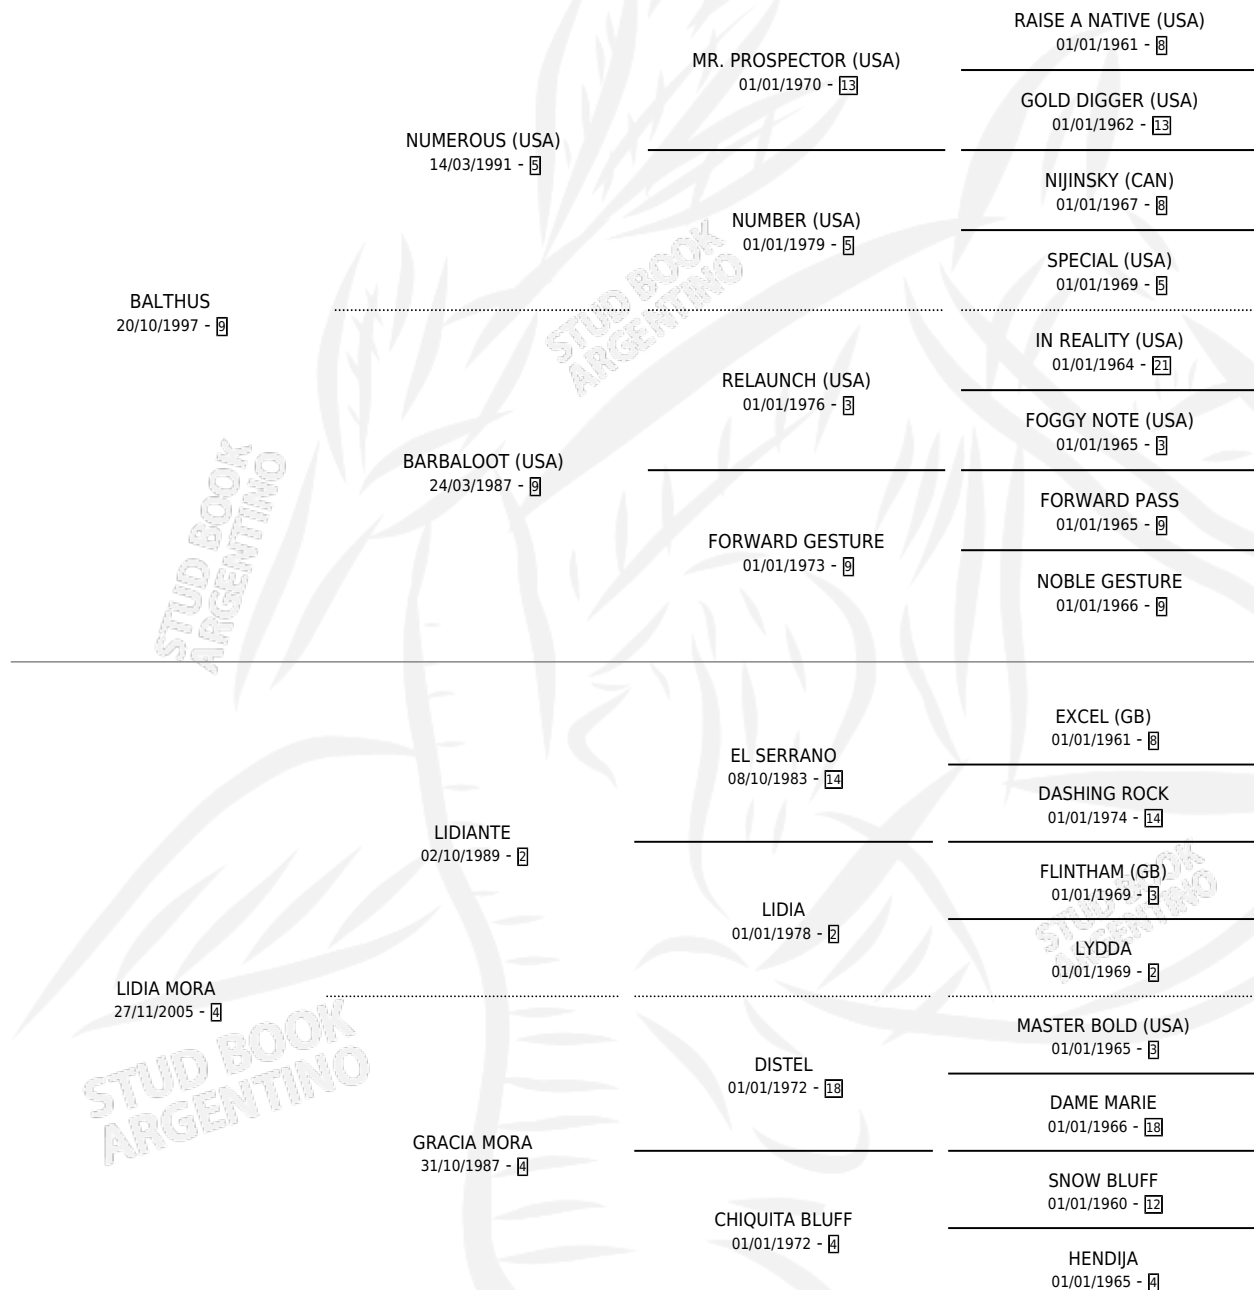 RAISE A NATIVE (USA)
01/01/1961 - 8
MR. PROSPECTOR (USA)
01/01/1970 - 13
GOLD DIGGER (USA)
01/01/1962 - 13
NUMEROUS (USA)
14/03/1991 - 5
NIJINSKY (CAN)
01/01/1967 - 8
NUMBER (USA)
01/01/1979 - 5
SPECIAL (USA)
01/01/1969 - 5
BALTHUS
20/10/1997 - 9
STUD BOOK
ARGENTINO
IN REALITY (USA)
01/01/1964 - 21
RELAUNCH (USA)
01/01/1976 - 3
FOGGY NOTE (USA)
01/01/1965 - 3
BARBALOOT (USA)
24/03/1987 - 9
FORWARD PASS
01/01/1965 - 9
FORWARD GESTURE
01/01/1973 - 9
NOBLE GESTURE
01/01/1966 - 9
STUD BOOK
ARGENTINO
EXCEL (GB)
01/01/1961 - 8
EL SERRANO
08/10/1983 - 14
DASHING ROCK
01/01/1974 - 14
LIDIANTE
02/10/1989 - 2
FLINTHAM (GB)
01/01/1969 - 3
LIDIA
01/01/1978 - 2
STUD BOOK
ARGENTINO
LYDDA
01/01/1969 - 2
LIDIA MORA
27/11/2005 - 4
MASTER BOLD (USA)
01/01/1965 - 3
STUD BOOK
ARGENTINO
DISTEL
01/01/1972 - 18
DAME MARIE
01/01/1966 - 18
GRACIA MORA
31/10/1987 - 4
SNOW BLUFF
01/01/1960 - 12
CHIQUITA BLUFF
01/01/1972 - 4
HENDIJA
01/01/1965 - 4